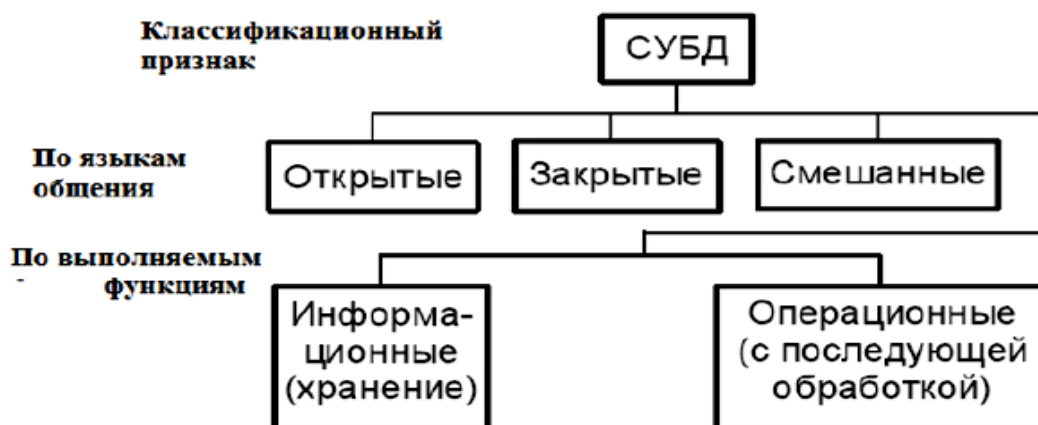 Классификационный
признак
СУБД
По языкам
общения
Открытые
Закрытые
Смешанные
По выполняемым
функциям
Информа-
ционные
(хранение)
Операционные
(с последующей
обработкой)